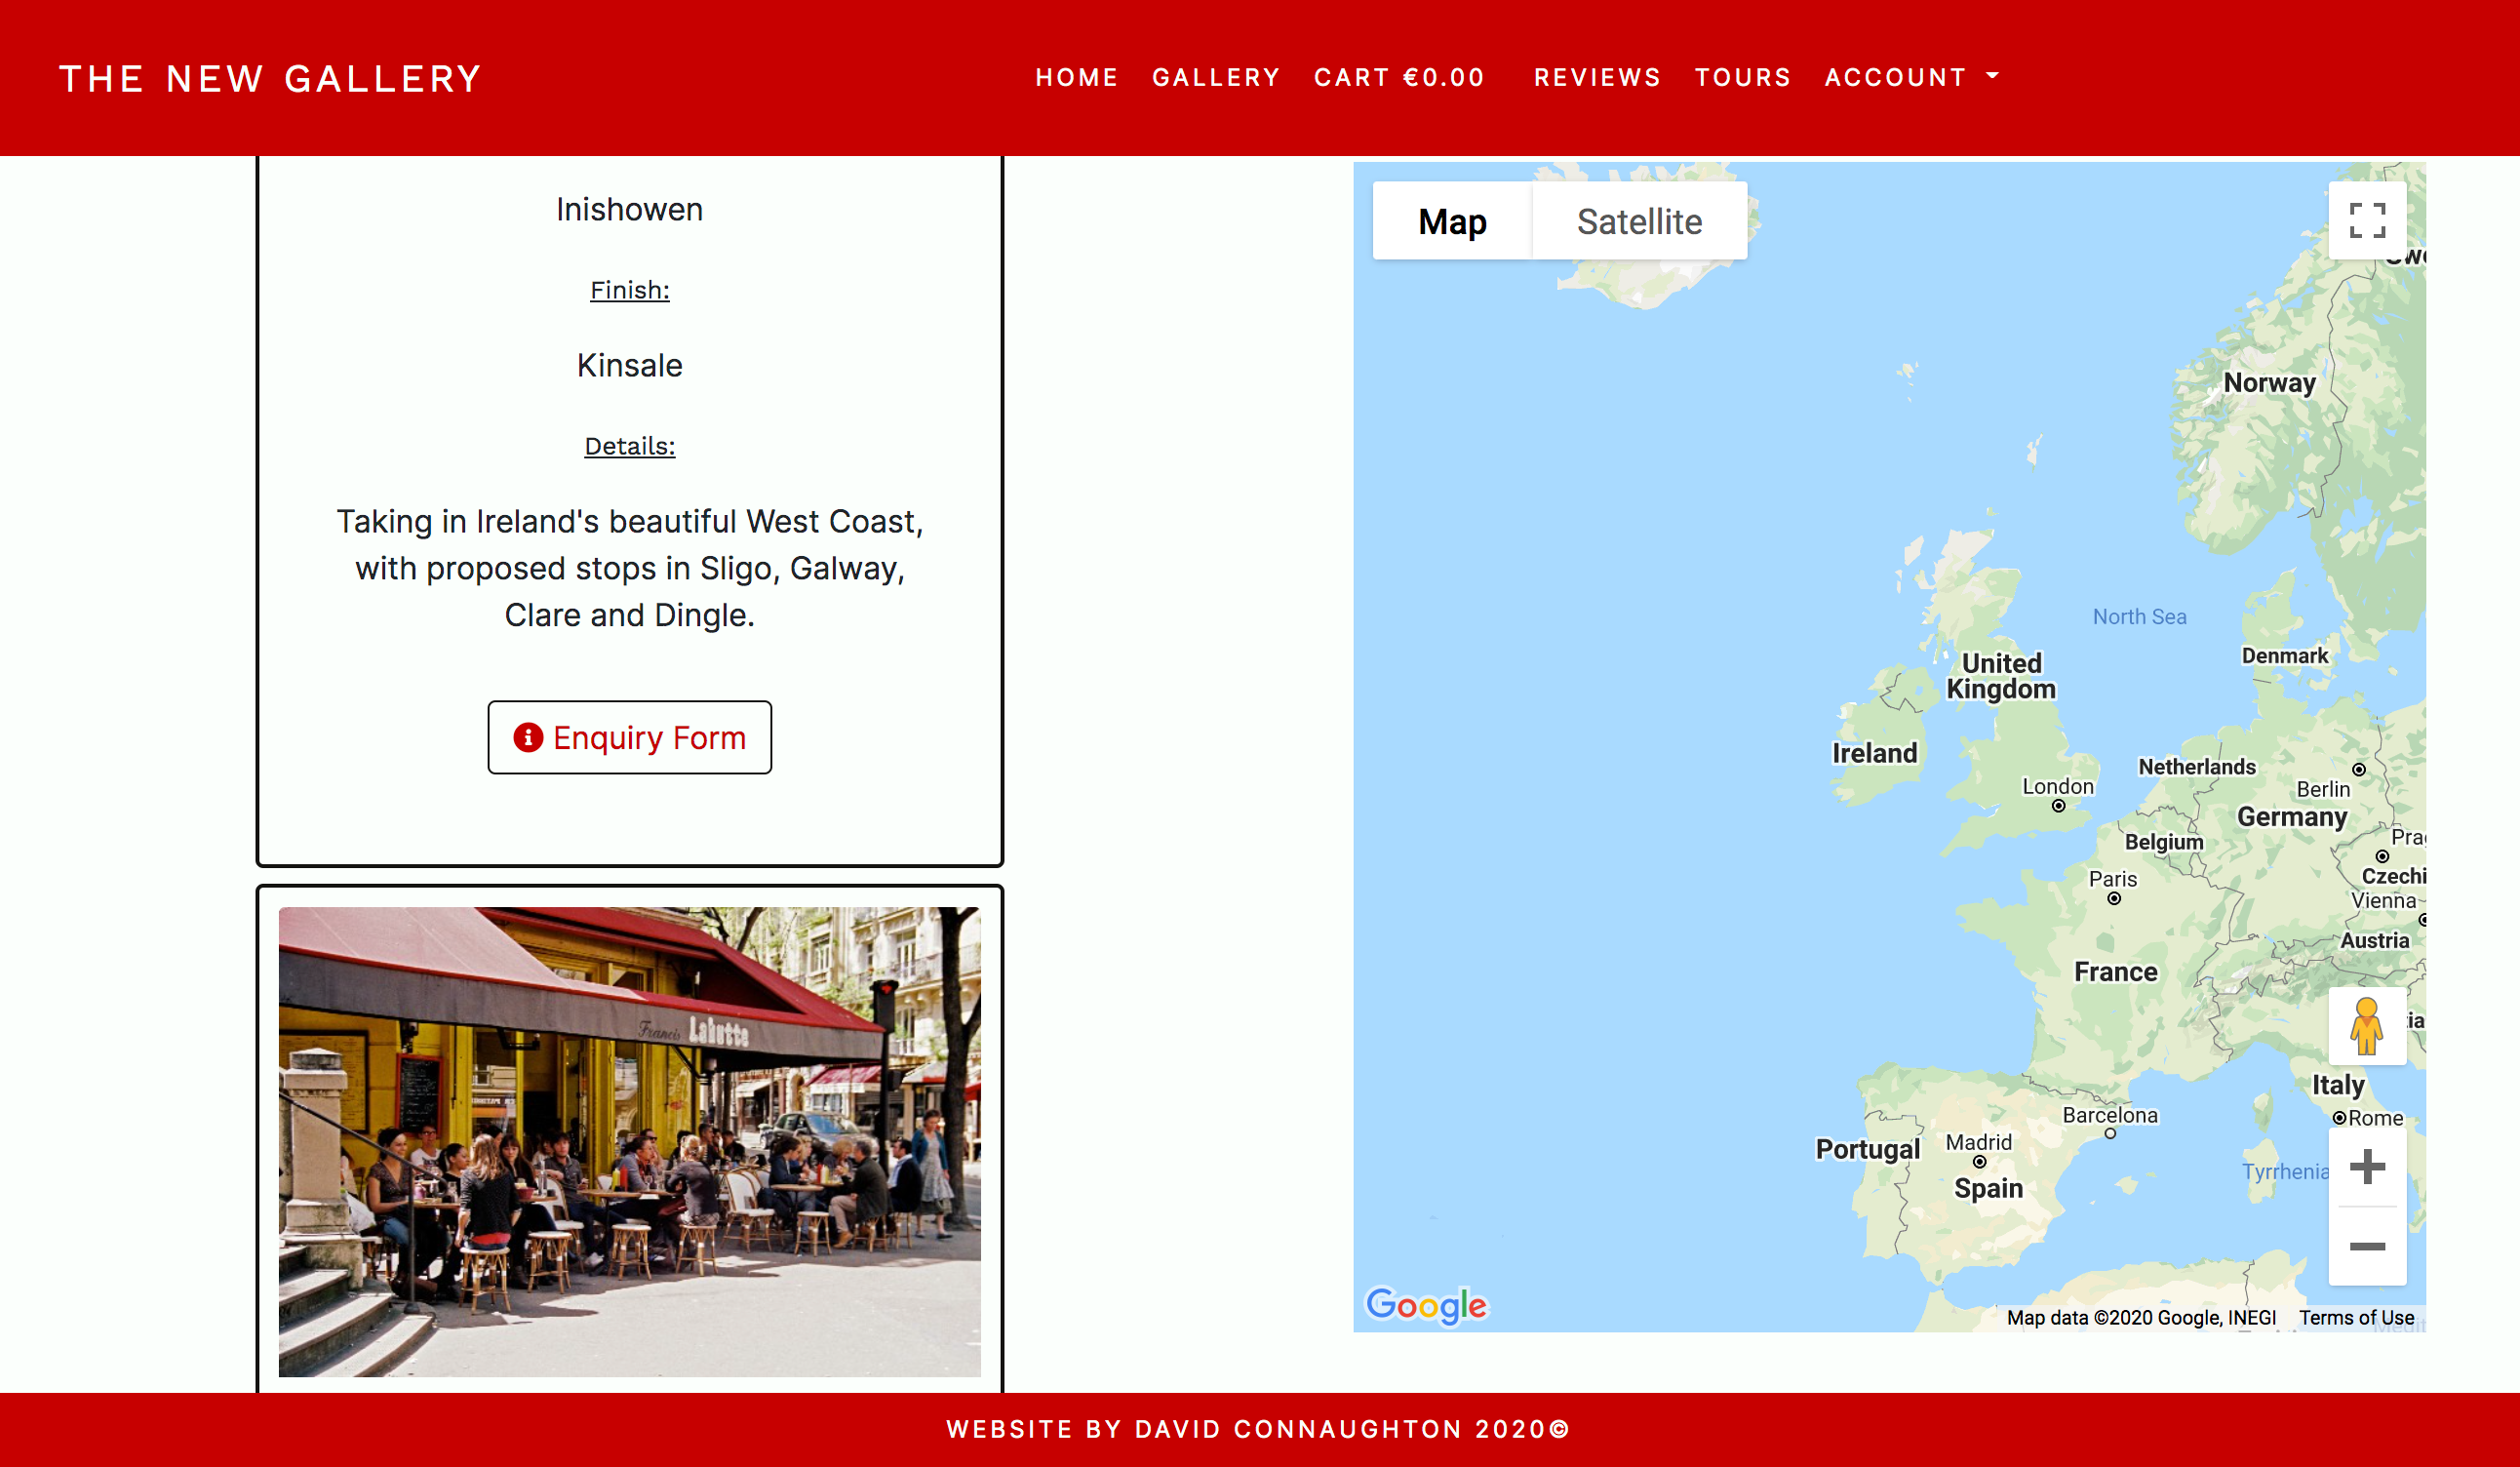 THE NEW GALLERY
HOME GALLERY CART €0.00 REVIEWS TOURS ACCOUNT
Inishowen
Finish:
Kinsale
Details:
Taking in Ireland's beautiful West Coast,
with proposed stops in Sligo, Galway,
Clare and Dingle.
Enquiry Form
Francis Labutte
Map Satellite
Norway
North Sea
Denmark
United
Kingdom
Ireland
Netherlands
London
Berlin
Germany
Belgium
Prag
Paris
Czechi
Vienna
Austria
France
Italy
Barcelona
Rome
Portugal
Madrid
Tyrrhenia
Spain
Google
Map data ©2020 Google, INEGI Terms of Use
WEBSITE BY DAVID CONNAUGHTON 2020©